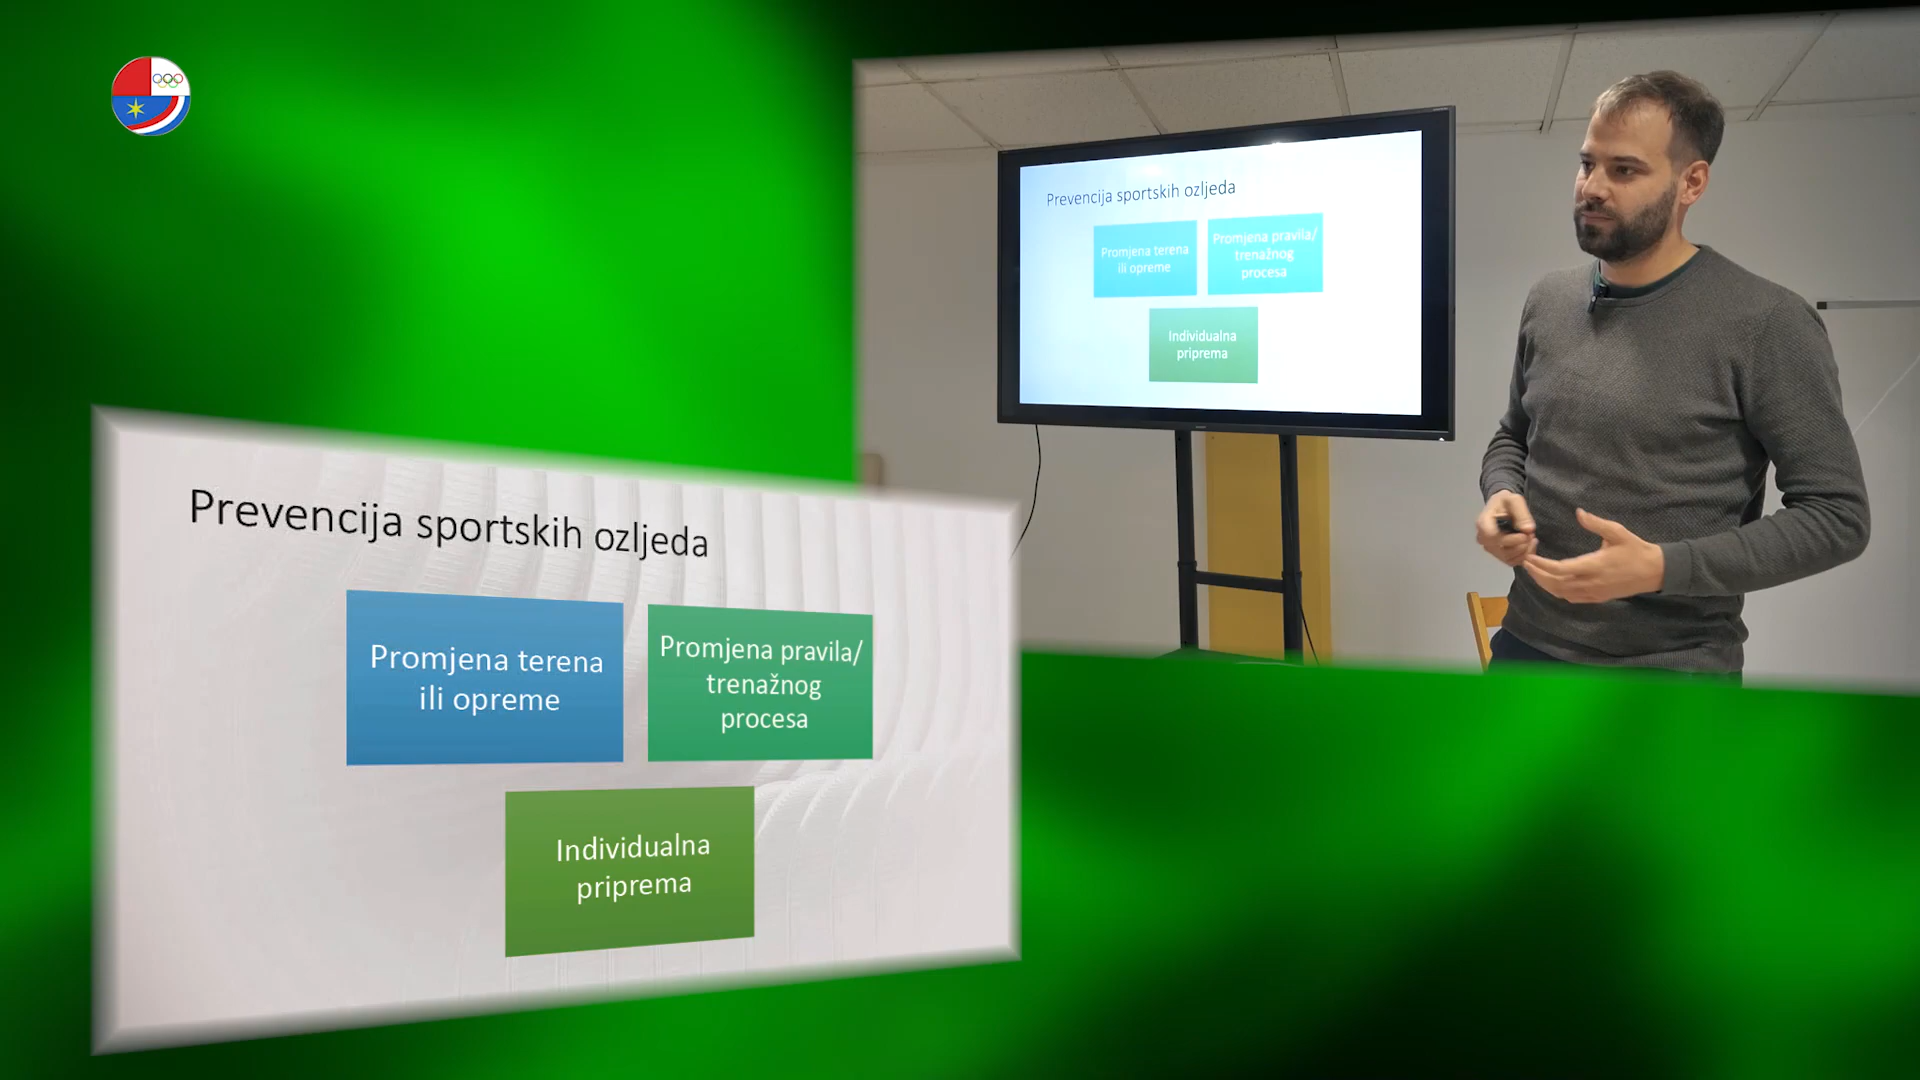 Prevencija sportskih ozljeda
Promjena terena
ili opreme
Promjena pravila/
trenažnog
procesa
Individualna
priprema
Prevencija sportskih ozljeda
Promjena terena
ili opreme
Promjena pravila/
trenažnog
procesa
Individualna
priprema